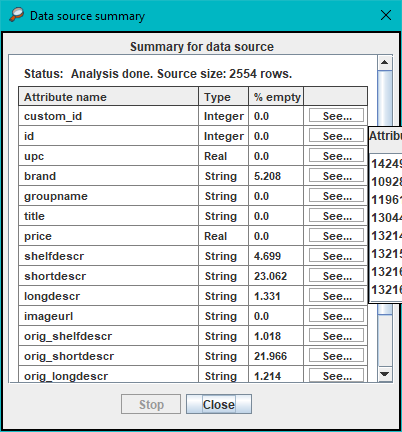 Data source summary
Summary for data source
Status: Analysis done. Source size: 2554 rows.
Attribute name Type % empty
custom_id Integer 0.0 See...
id Integer 0.0 See...
upc Real 0.0 See...
brand String 5.208 See...
groupname String 0.0 See...
title String 0.0 See...
price Real 0.0 See...
shelfdescr String 4.699 See...
shortdescr String 23.062 See...
longdescr String 1.331 See...
imageurl String 0.0 See...
orig_shelfdescr String 1.018 See...
orig_shortdescr String 21.966 See...
orig_longdescr String 1.214 See...
Attribu
14249
10928
11961
13044
13214
13215
13216
13216
Stop Close